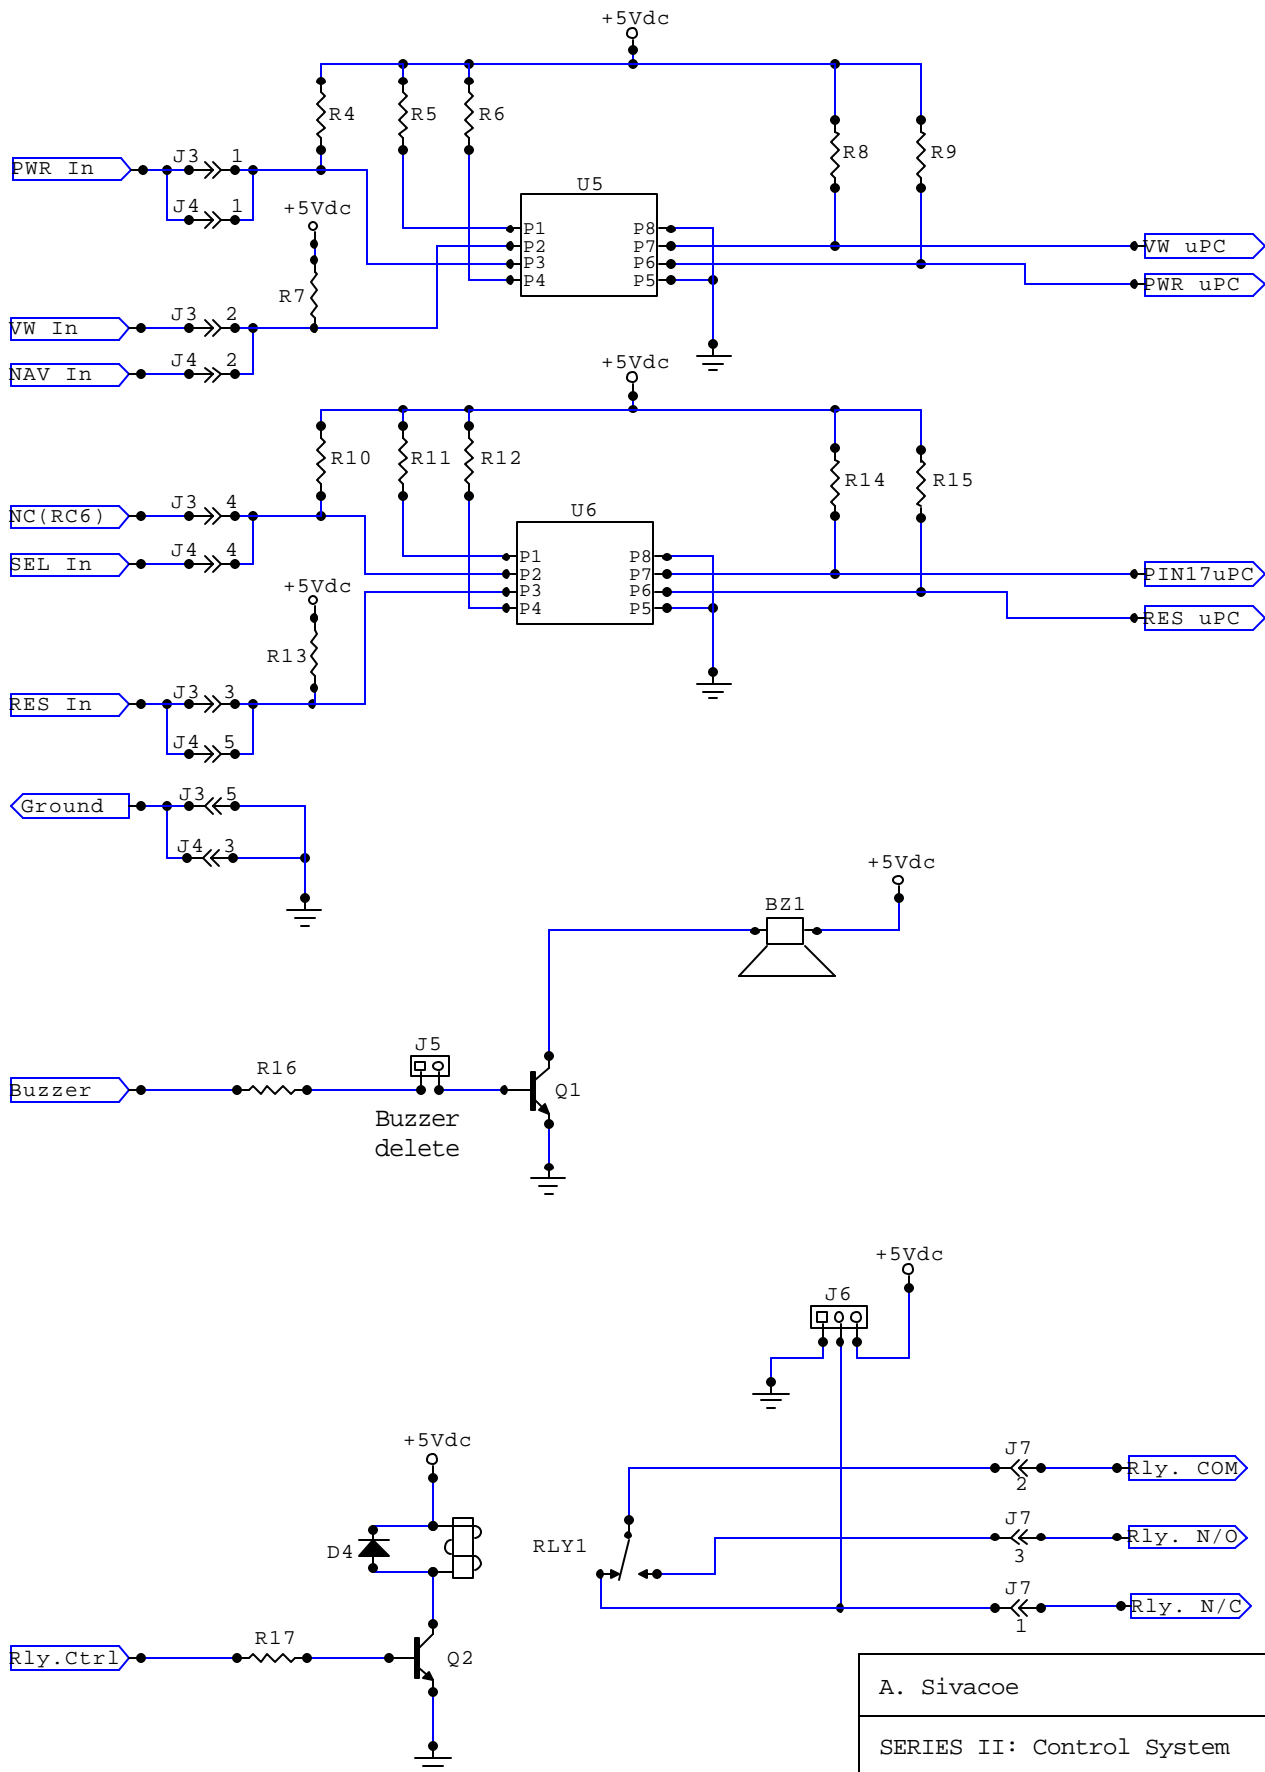 +5Vdc
R4
R5
R6
R8
R9
PWR In
J3
1
J4
1
+5Vdc
U5
P1
P2
P3
P4
P8
P7
P6
P5
VW uPC
PWR uPC
R7
VW In
J3
2
NAV In
J4
2
+5Vdc
R10
R11
R12
R14
R15
NC(RC6)
J3
4
SEL In
J4
4
U6
P1
P2
P3
P4
P8
P7
P6
P5
PIN17uPC
RES uPC
+5Vdc
R13
RES In
J3
3
J4
5
Ground
J3
5
J4
3
+5Vdc
BZ1
Buzzer
R16
J5
Q1
Buzzer
delete
+5Vdc
J6
+5Vdc
D4
RLY1
J7
2
Rly. COM
J7
3
Rly. N/O
J7
1
Rly. N/C
Rly.Ctrl
R17
Q2
A. Sivacoe
SERIES II: Control System